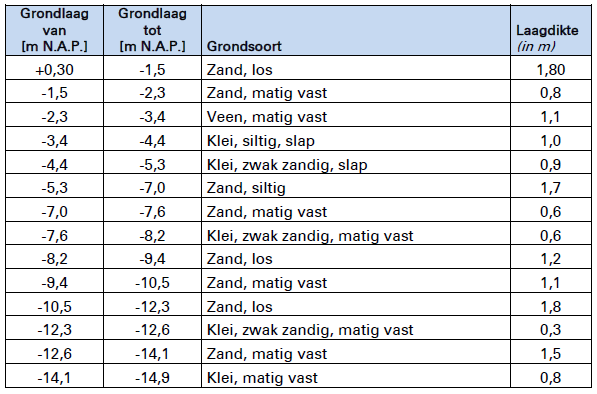 Grondlaag van [m N.A.P.] Grondlaag tot [m N.A.P.] Grondsoort Laagdikte (in m)
+0,30 -1,5 Zand, los 1,80
-1,5 -2,3 Zand, matig vast 0,8
-2,3 -3,4 Veen, matig vast 1,1
-3,4 -4,4 Klei, siltig, slap 1,0
-4,4 -5,3 Klei, zwak zandig, slap 0,9
-5,3 -7,0 Zand, siltig 1,7
-7,0 -7,6 Zand, matig vast 0,6
-7,6 -8,2 Klei, zwak zandig, matig vast 0,6
-8,2 -9,4 Zand, los 1,2
-9,4 -10,5 Zand, matig vast 1,1
-10,5 -12,3 Zand, los 1,8
-12,3 -12,6 Klei, zwak zandig, matig vast 0,3
-12,6 -14,1 Zand, matig vast 1,5
-14,1 -14,9 Klei, matig vast 0,8